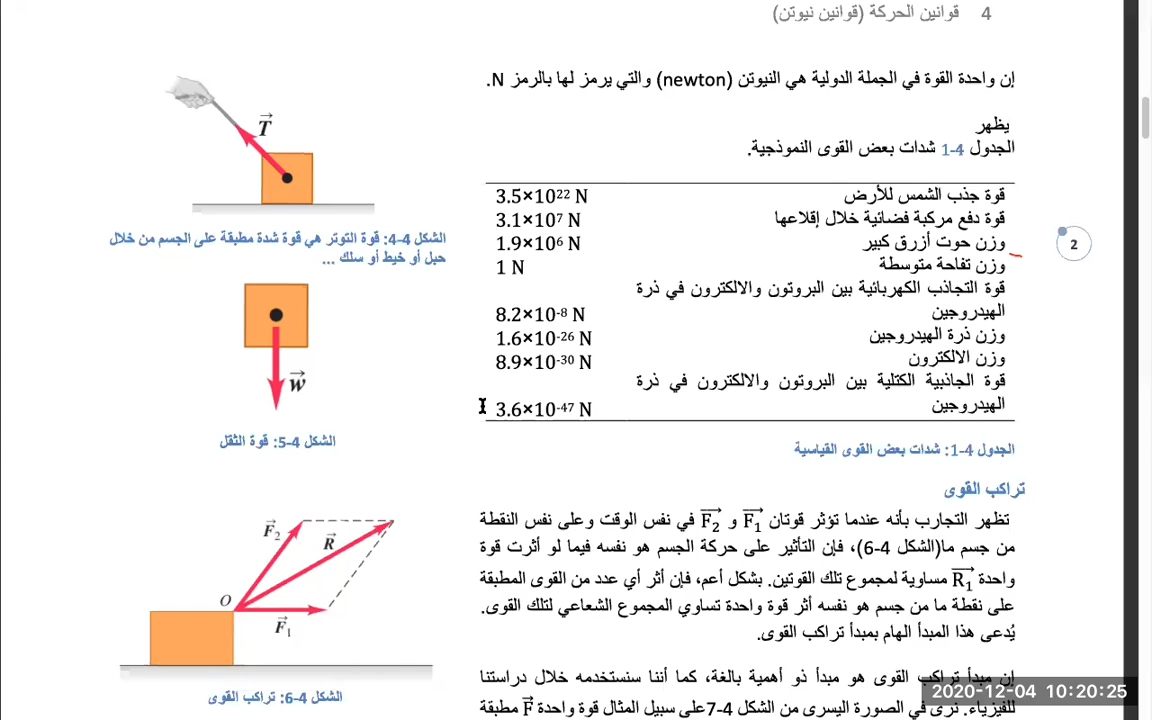 4 قوانين الحركة (قوانين نيوتن)
إن واحدة القوة في الجملة الدولية هي النيوتن (newton) والتي يرمز لها بالرمز N.
يظهر
الجدول 4-1 شدات بعض القوى النموذجية.
قوة جذب الشمس للأرض 3.5×10²² N
قوة دفع مركبة فضائية خلال إقلاعها 3.1×10⁷ N
وزن حوت أزرق كبير 1.9×10⁶ N
وزن تفاحة متوسطة 1 N
قوة التجاذب الكهربائية بين البروتون والالكترون في ذرة
الهيدروجين 8.2×10⁻⁸ N
وزن ذرة الهيدروجين 1.6×10⁻²⁶ N
وزن الالكترون 8.9×10⁻³⁰ N
قوة الجاذبية الكتلية بين البروتون والالكترون في ذرة
الهيدروجين 3.6×10⁻⁴⁷ N
الجدول 4-1: شدات بعض القوى القياسية
تراكب القوى
تظهر التجارب بأنه عندما تؤثر قوتان F₁ و F₂ في نفس الوقت وعلى نفس النقطة
من جسم ما(الشكل 4-6)، فإن التأثير على حركة الجسم هو نفسه فيما لو أثرت قوة
واحدة R₁ مساوية لمجموع تلك القوتين. بشكل أعم، فإن أثر أي عدد من القوى المطبقة
على نقطة ما من جسم هو نفسه أثر قوة واحدة تساوي المجموع الشعاعي لتلك القوى.
يُدعى هذا المبدأ الهام بمبدأ تراكب القوى.
إن مبدأ تراكب القوى هو مبدأ ذو أهمية بالغة، كما أننا سنستخدمه خلال دراستنا
للفيزياء. نرى في الصورة اليسرى من الشكل 4-7على سبيل المثال قوة واحدة F مطبقة
2
T
الشكل 4-4: قوة التوتر هي قوة شدة مطبقة على الجسم من خلال
حبل أو خيط أو سلك ...
w
الشكل 4-5: قوة الثقل
F₂
R
O
F₁
الشكل 4-6: تراكب القوى
2020-12-04 10:20:25